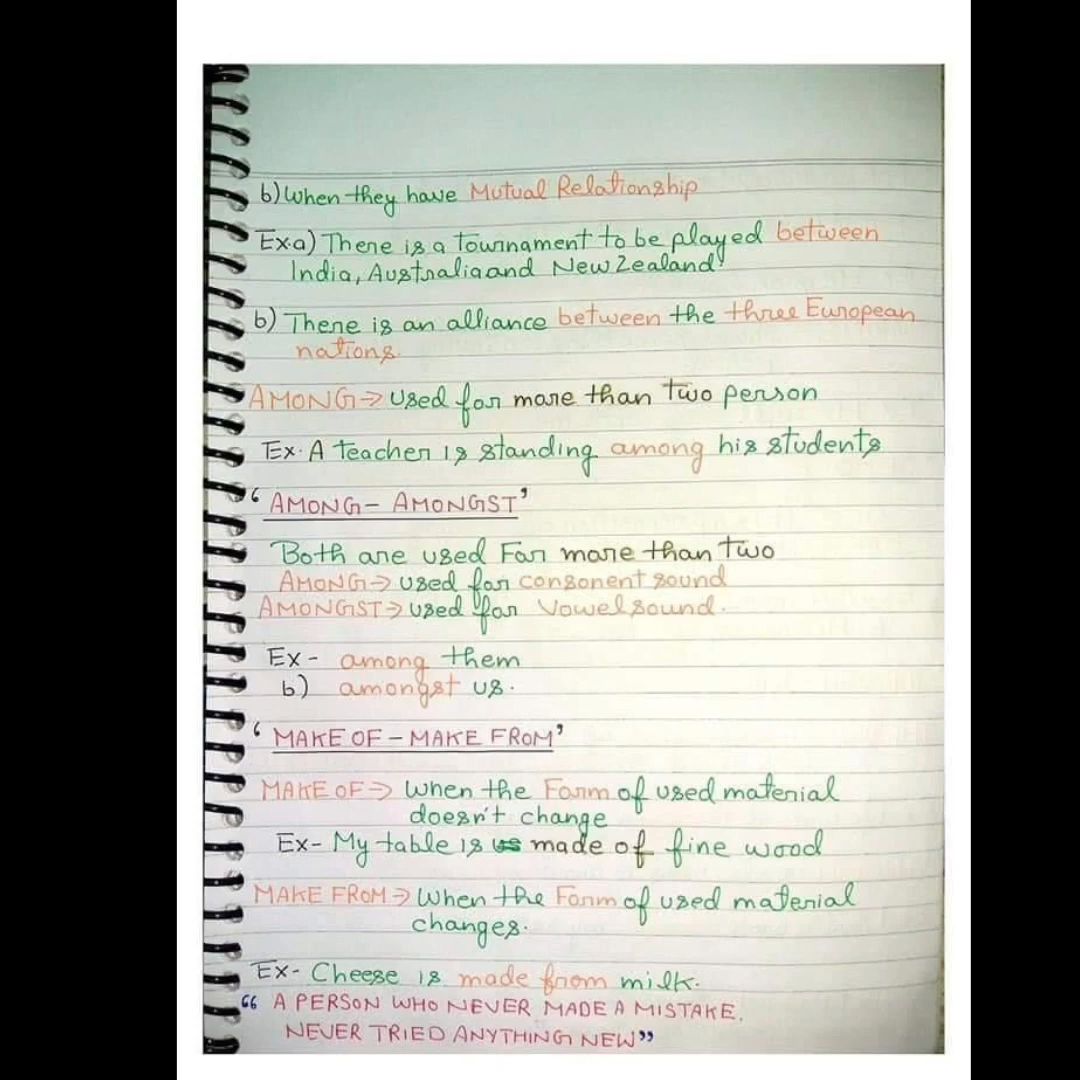 b) When they have Mutual Relationship
Ex.a) There is a tournament to be played between
India, Australia and New Zealand.
b) There is an alliance between the three European
nations.
AMONG → used for more than two person
Ex. A teacher is standing among his students
‘AMONG – AMONGST’
Both are used For more than two
AMONG → used for consonent sound
AMONGST → used for Vowel sound.
Ex - among them
b) amongst us.
‘MAKE OF – MAKE FROM’
MAKE OF → When the Form of used material
doesn't change
Ex - My table is made of fine wood
MAKE FROM → When the Form of used material
changes.
Ex - Cheese is made from milk.
“ A PERSON WHO NEVER MADE A MISTAKE.
NEVER TRIED ANYTHING NEW”